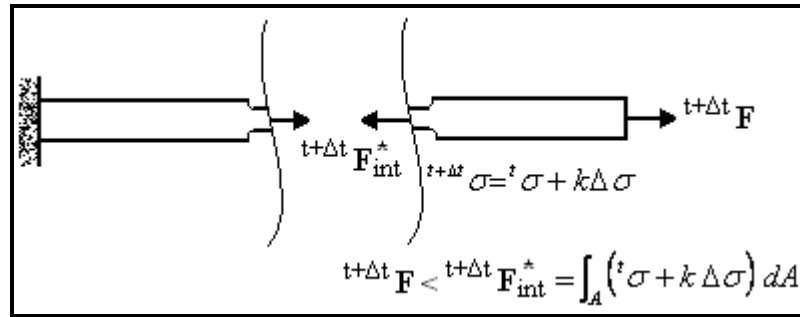 t+Δt F
t+Δt F*int
t+Δt σ= t σ + kΔσ
t+Δt F < t+Δt F*int = ∫A (t σ + k Δσ) dA